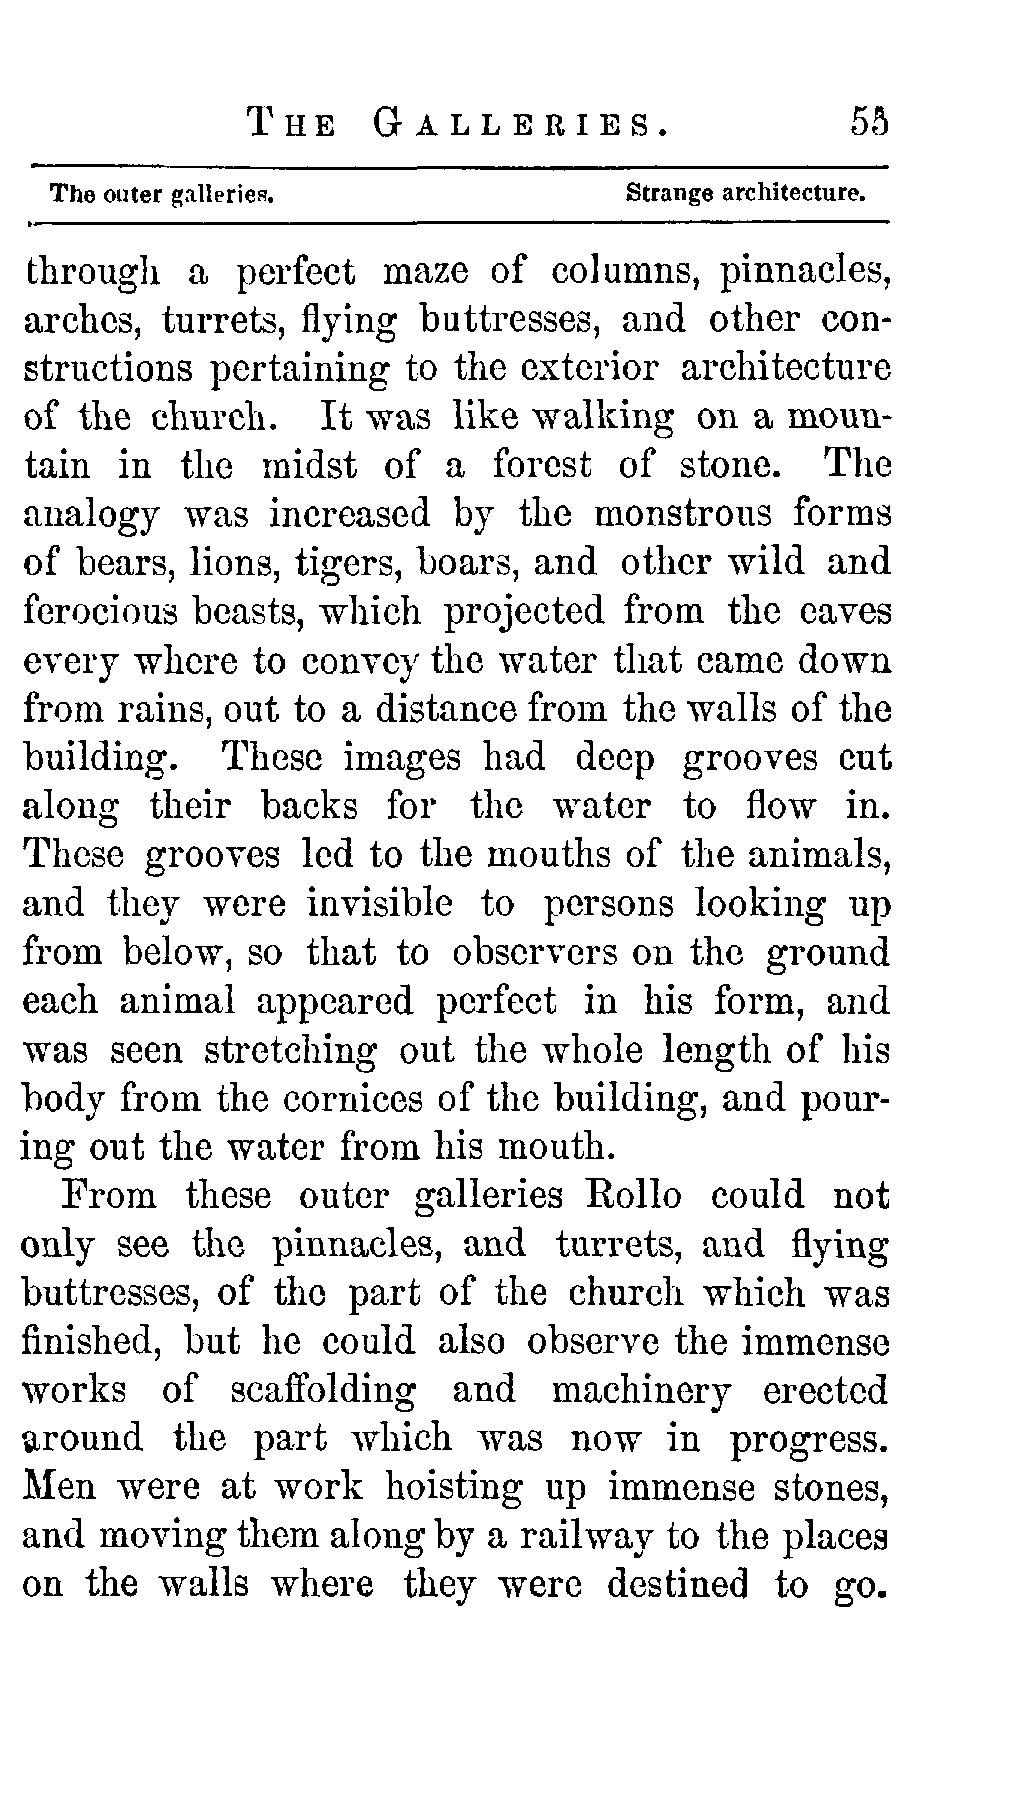 THE GALLERIES. 53
The outer galleries. Strange architecture.
through a perfect maze of columns, pinnacles,
arches, turrets, flying buttresses, and other con-
structions pertaining to the exterior architecture
of the church. It was like walking on a moun-
tain in the midst of a forest of stone. The
analogy was increased by the monstrous forms
of bears, lions, tigers, boars, and other wild and
ferocious beasts, which projected from the eaves
every where to convey the water that came down
from rains, out to a distance from the walls of the
building. These images had deep grooves cut
along their backs for the water to flow in.
These grooves led to the mouths of the animals,
and they were invisible to persons looking up
from below, so that to observers on the ground
each animal appeared perfect in his form, and
was seen stretching out the whole length of his
body from the cornices of the building, and pour-
ing out the water from his mouth.
From these outer galleries Rollo could not
only see the pinnacles, and turrets, and flying
buttresses, of the part of the church which was
finished, but he could also observe the immense
works of scaffolding and machinery erected
around the part which was now in progress.
Men were at work hoisting up immense stones,
and moving them along by a railway to the places
on the walls where they were destined to go.